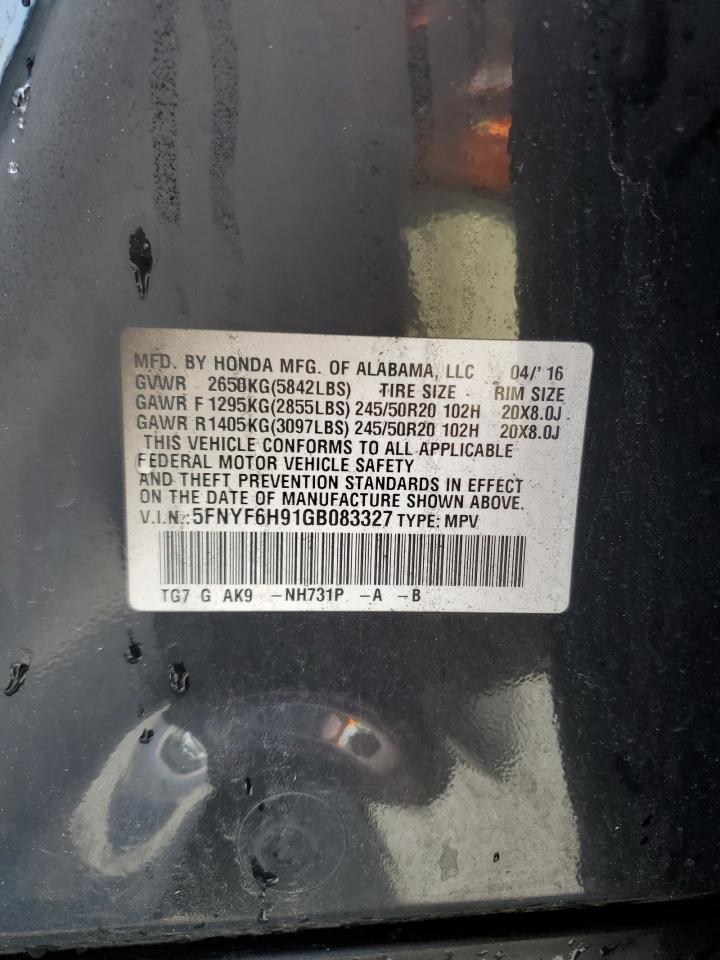 MFD. BY HONDA MFG. OF ALABAMA, LLC 04/'16
GVWR 2650KG(5842LBS) TIRE SIZE RIM SIZE
GAWR F 1295KG(2855LBS) 245/50R20 102H 20X8.0J
GAWR R 1405KG(3097LBS) 245/50R20 102H 20X8.0J
THIS VEHICLE CONFORMS TO ALL APPLICABLE
FEDERAL MOTOR VEHICLE SAFETY
AND THEFT PREVENTION STANDARDS IN EFFECT
ON THE DATE OF MANUFACTURE SHOWN ABOVE.
V.I.N.: 5FNYF6H91GB083327 TYPE: MPV
TG7 G AK9 -NH731P -A -B